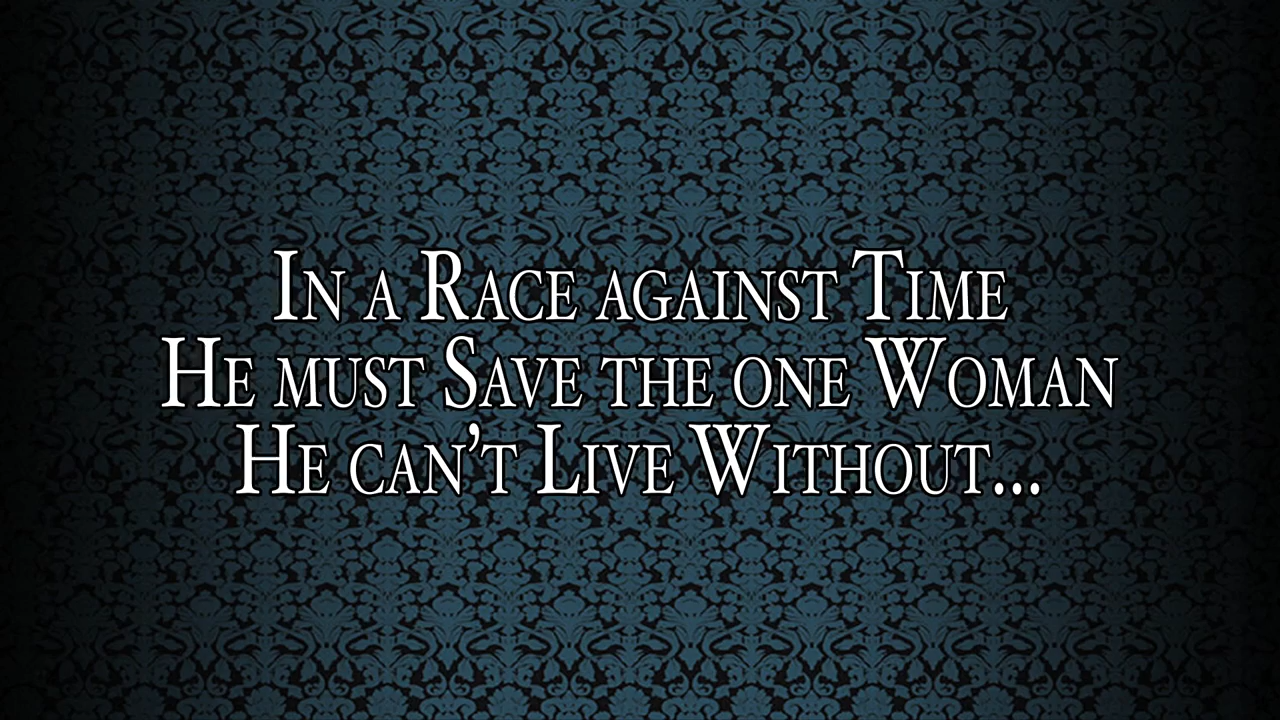 In a Race against Time
He must Save the one Woman
He can't Live Without...